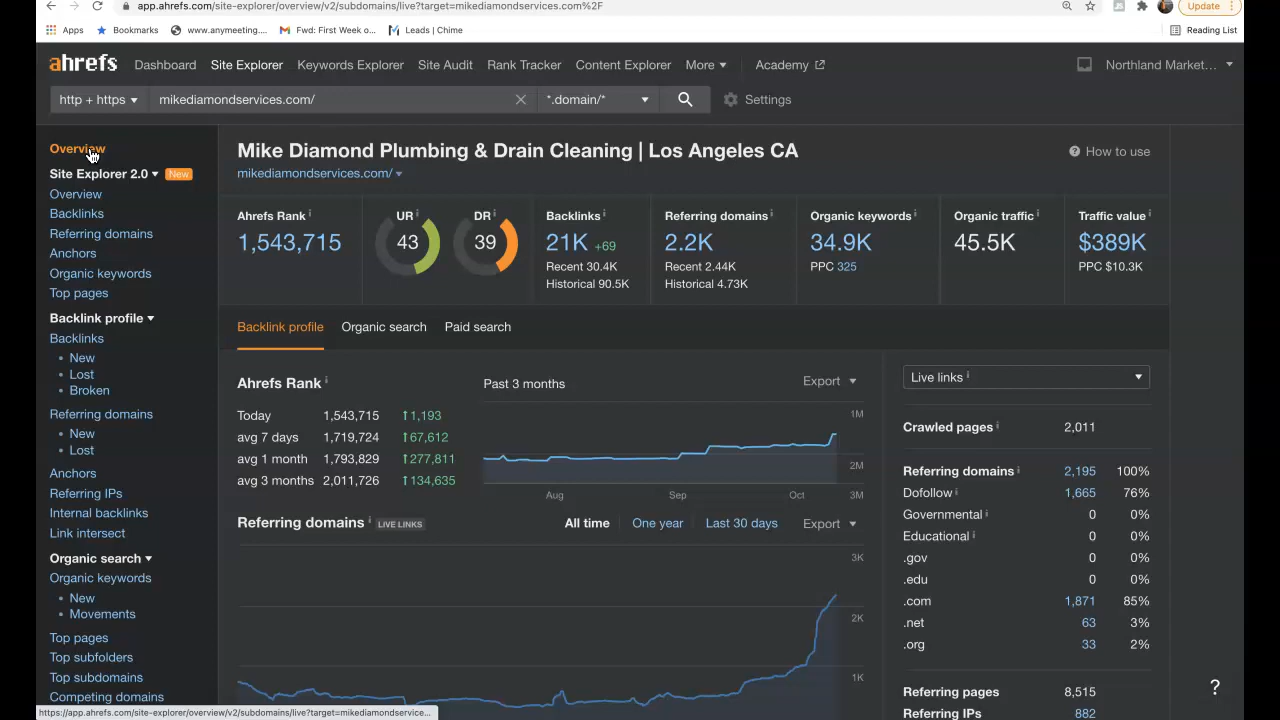 app.ahrefs.com/site-explorer/overview/v2/subdomains/live?target=mikediamondservices.com%2F
Update
Apps
Bookmarks
www.anymeeting....
Fwd: First Week o...
Leads | Chime
Reading List
ahrefs
Dashboard
Site Explorer
Keywords Explorer
Site Audit
Rank Tracker
Content Explorer
More
Academy
Northland Market...
http + https
mikediamondservices.com/
*.domain/*
Settings
Overview
Site Explorer 2.0
New
Overview
Backlinks
Referring domains
Anchors
Organic keywords
Top pages
Backlink profile
Backlinks
• New
• Lost
• Broken
Referring domains
• New
• Lost
Anchors
Referring IPs
Internal backlinks
Link intersect
Organic search
Organic keywords
• New
• Movements
Top pages
Top subfolders
Top subdomains
Competing domains
https://app.ahrefs.com/site-explorer/overview/v2/subdomains/live?target=mikediamondservice...
Mike Diamond Plumbing & Drain Cleaning | Los Angeles CA
How to use
mikediamondservices.com/
Ahrefs Rank
1,543,715
UR
43
DR
39
Backlinks
21K +69
Recent 30.4K
Historical 90.5K
Referring domains
2.2K
Recent 2.44K
Historical 4.73K
Organic keywords
34.9K
PPC 325
Organic traffic
45.5K
Traffic value
$389K
PPC $10.3K
Backlink profile
Organic search
Paid search
Ahrefs Rank
Past 3 months
Export
Today 1,543,715 ↑1,193
avg 7 days 1,719,724 ↑67,612
avg 1 month 1,793,829 ↑277,811
avg 3 months 2,011,726 ↑134,635
1M
2M
3M
Aug
Sep
Oct
Referring domains
LIVE LINKS
All time
One year
Last 30 days
Export
3K
2K
1K
Live links
Crawled pages 2,011
Referring domains 2,195 100%
Dofollow 1,665 76%
Governmental 0 0%
Educational 0 0%
.gov 0 0%
.edu 0 0%
.com 1,871 85%
.net 63 3%
.org 33 2%
Referring pages 8,515
Referring IPs 882
?